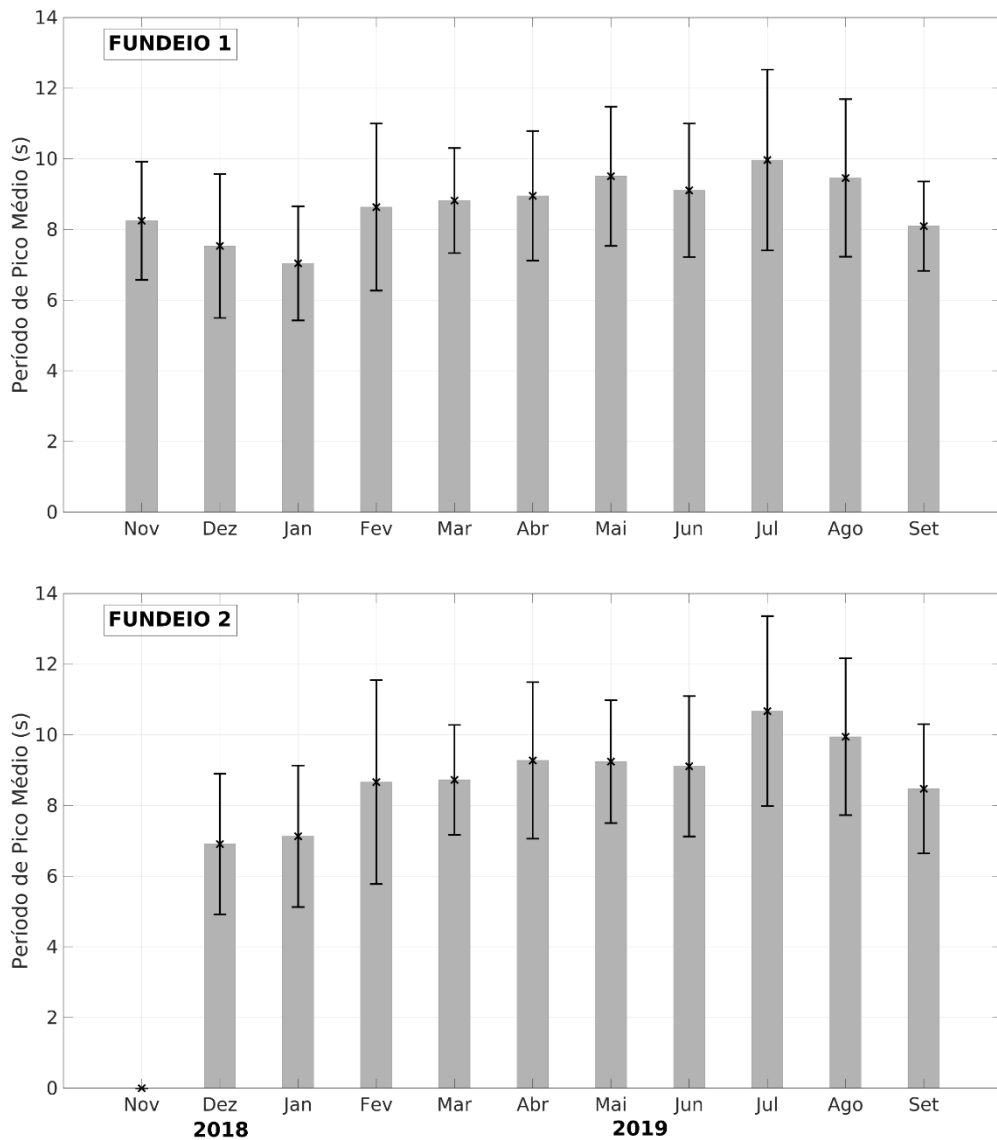 FUNDEIO 1
Período de Pico Médio (s)
14
12
10
8
6
4
2
0
Nov Dez Jan Fev Mar Abr Mai Jun Jul Ago Set
FUNDEIO 2
Período de Pico Médio (s)
14
12
10
8
6
4
2
0
Nov Dez Jan Fev Mar Abr Mai Jun Jul Ago Set
2018 2019